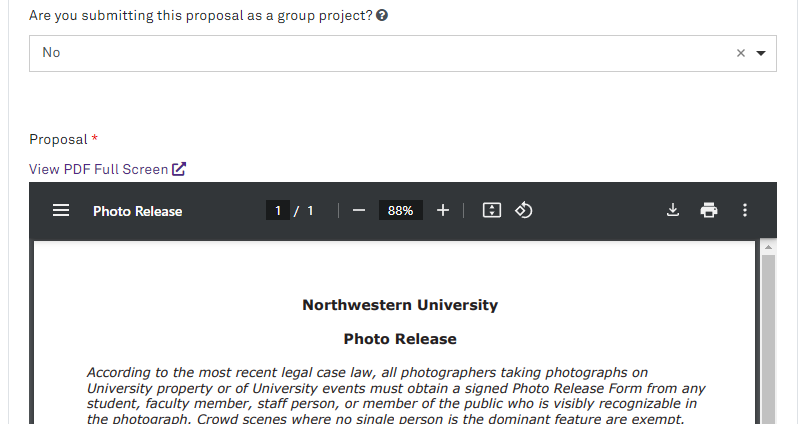 Are you submitting this proposal as a group project?
No
Proposal *
View PDF Full Screen
Photo Release
1 / 1
88%
Northwestern University
Photo Release
According to the most recent legal case law, all photographers taking photographs on
University property or of University events must obtain a signed Photo Release Form from any
student, faculty member, staff person, or member of the public who is visibly recognizable in
the photograph. Crowd scenes where no single person is the dominant feature are exempt.